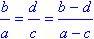 b/a = d/c = (b − d)/(a − c)